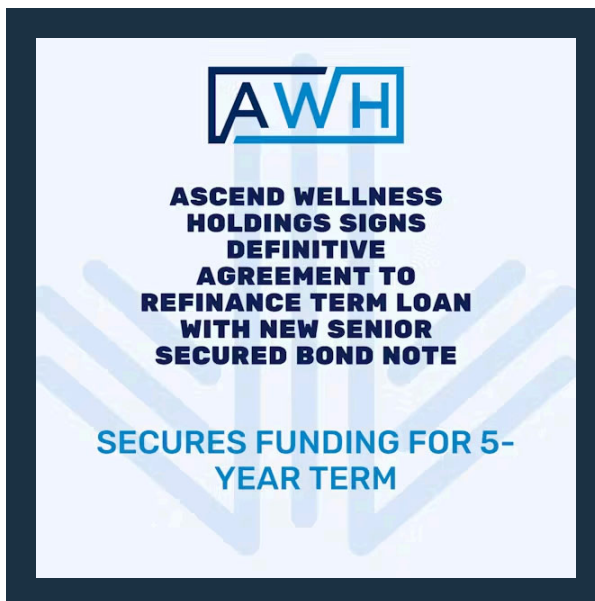 AWH
ASCEND WELLNESS
HOLDINGS SIGNS
DEFINITIVE
AGREEMENT TO
REFINANCE TERM LOAN
WITH NEW SENIOR
SECURED BOND NOTE
SECURES FUNDING FOR 5-
YEAR TERM